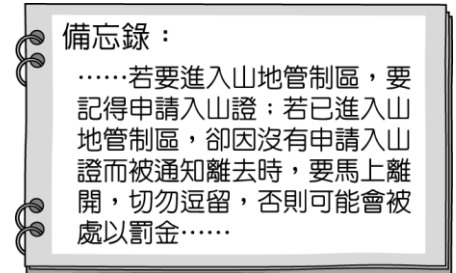 備忘錄：
……若要進入山地管制區，要
記得申請入山證；若已進入山
地管制區，卻因沒有申請入山
證而被通知離去時，要馬上離
開，切勿逗留，否則可能會被
處以罰金……